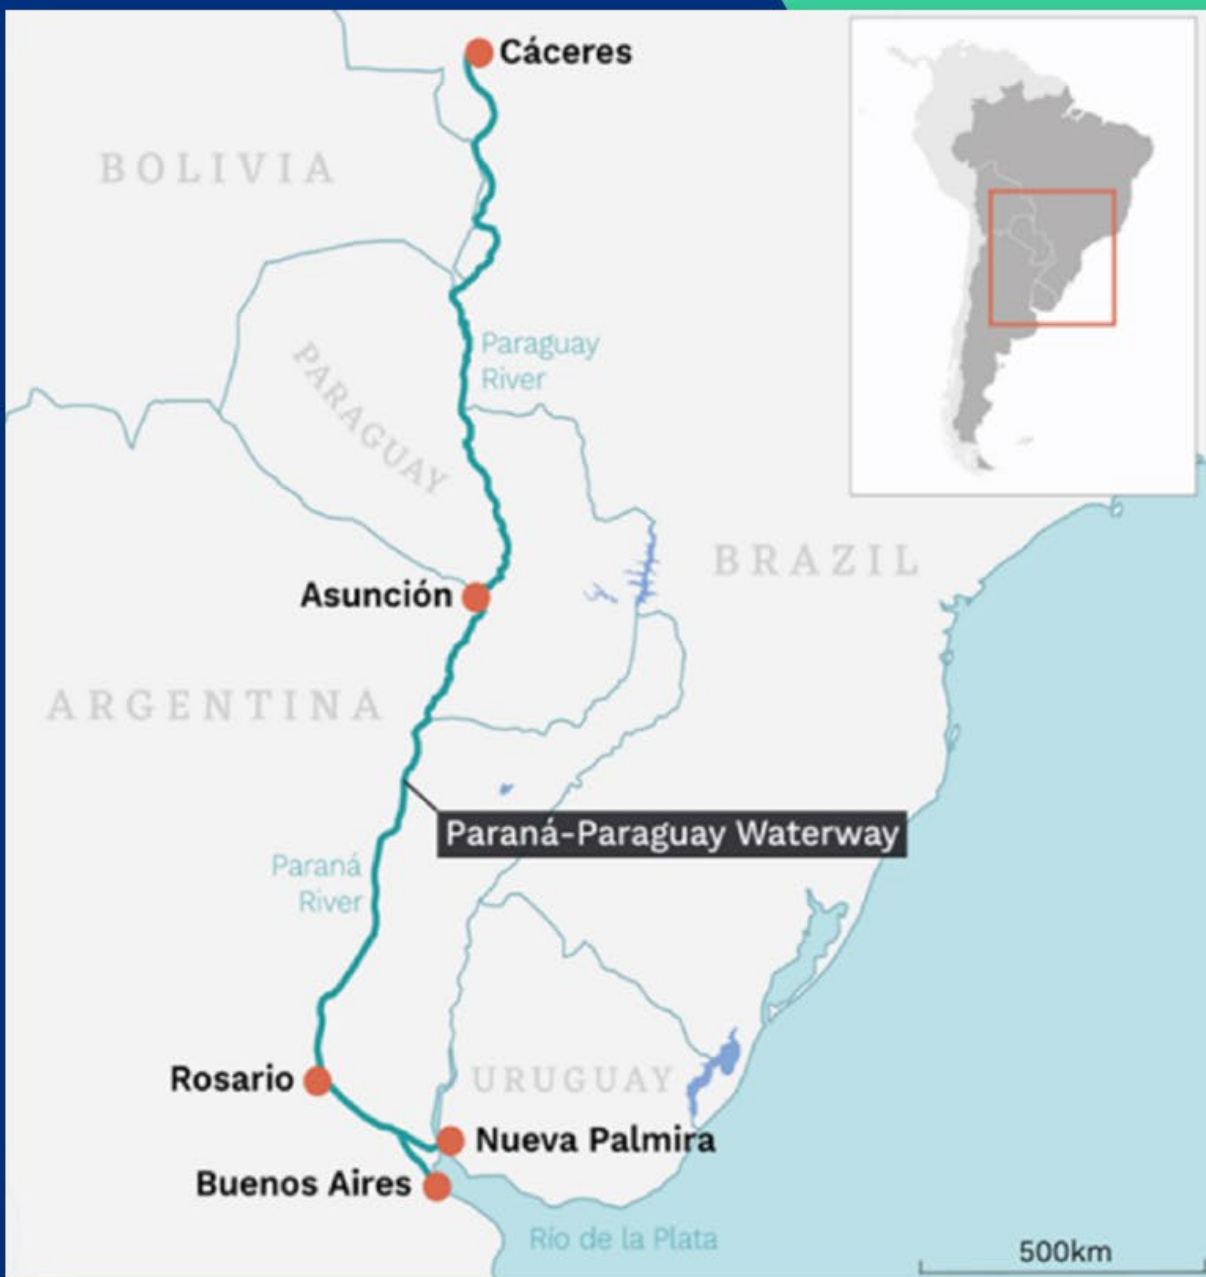 Cáceres
BOLIVIA
Paraguay
River
PARAGUAY
BRAZIL
Asunción
ARGENTINA
Paraná-Paraguay Waterway
Paraná
River
Rosario
URUGUAY
Nueva Palmira
Buenos Aires
Río de la Plata
500km